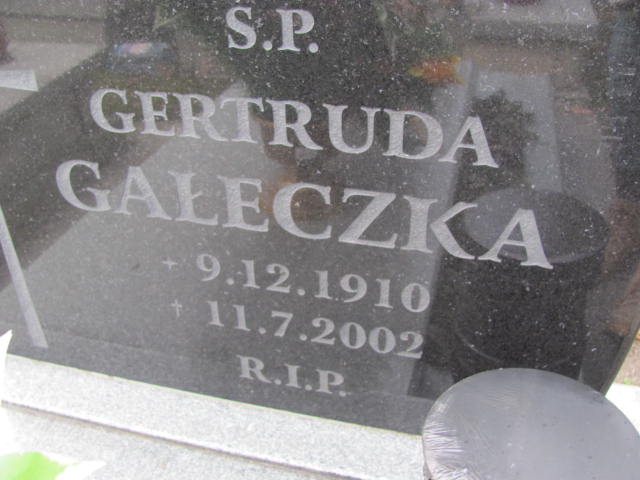 S.P.
GERTRUDA
GAŁECZKA
* 9.12.1910
† 11.7.2002
R.I.P.